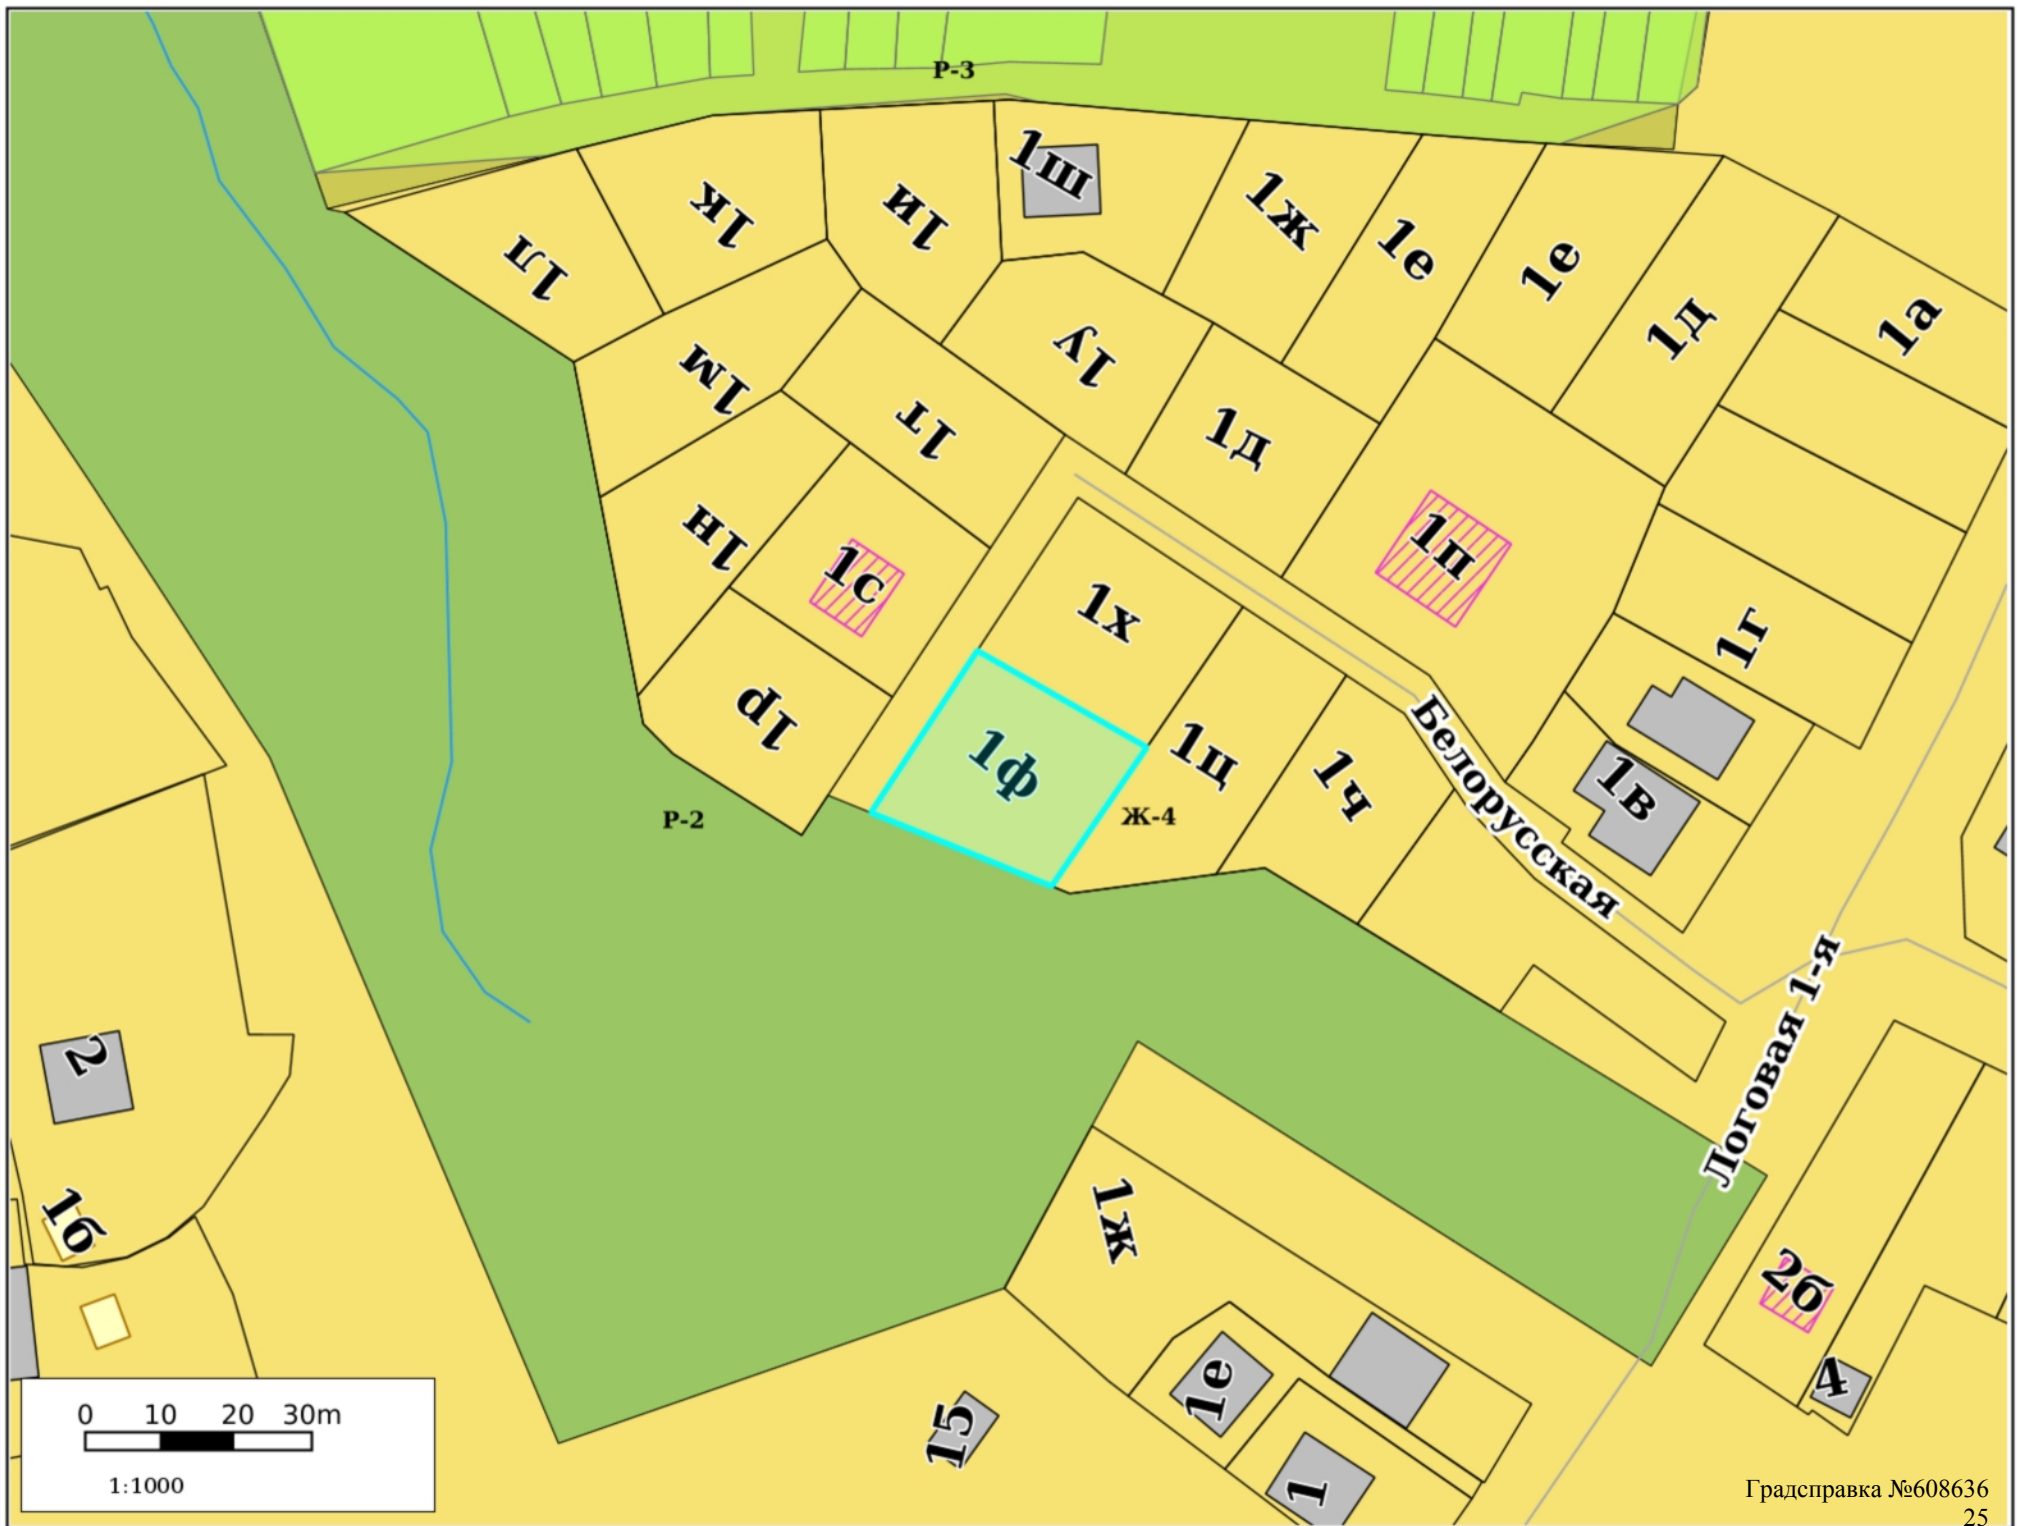 Р-3
1ш
1к
1и
1ж
1е
1е
1л
1д
1а
1м
1т
1у
1д
1н
1с
1п
1х
1г
1р
1ф
1ц
1ч
1в
Белорусская
Р-2
Ж-4
Логовая 1-я
2
1б
1ж
2б
1е
4
15
1
0 10 20 30m
1:1000
Градсправка №608636
25